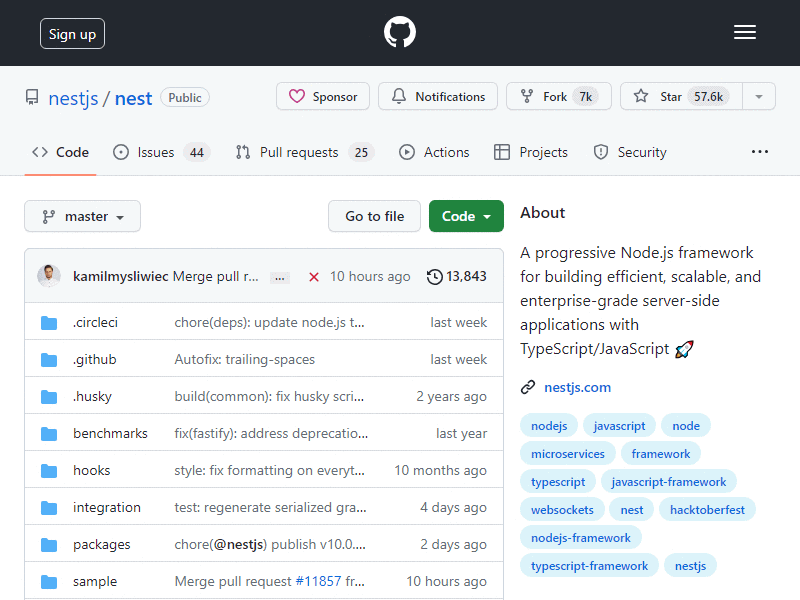 Sign up
nestjs / nest Public
Sponsor Notifications Fork 7k Star 57.6k
Code Issues 44 Pull requests 25 Actions Projects Security
master Go to file Code
kamilmysliwiec Merge pull r... ... 10 hours ago 13,843
.circleci chore(deps): update node.js t... last week
.github Autofix: trailing-spaces last week
.husky build(common): fix husky scri... 2 years ago
benchmarks fix(fastify): address deprecatio... last year
hooks style: fix formatting on everyt... 10 months ago
integration test: regenerate serialized gra... 4 days ago
packages chore(@nestjs) publish v10.0.... 2 days ago
sample Merge pull request #11857 fr... 10 hours ago
About
A progressive Node.js framework
for building efficient, scalable, and
enterprise-grade server-side
applications with
TypeScript/JavaScript 🚀
nestjs.com
nodejs javascript node
microservices framework
typescript javascript-framework
websockets nest hacktoberfest
nodejs-framework
typescript-framework nestjs